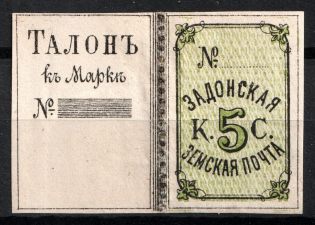 ТАЛОНЪ
къ Маркѣ
№
№
ЗАДОНСКАЯ
К. 5 С.
ЗЕМСКАЯ ПОЧТА